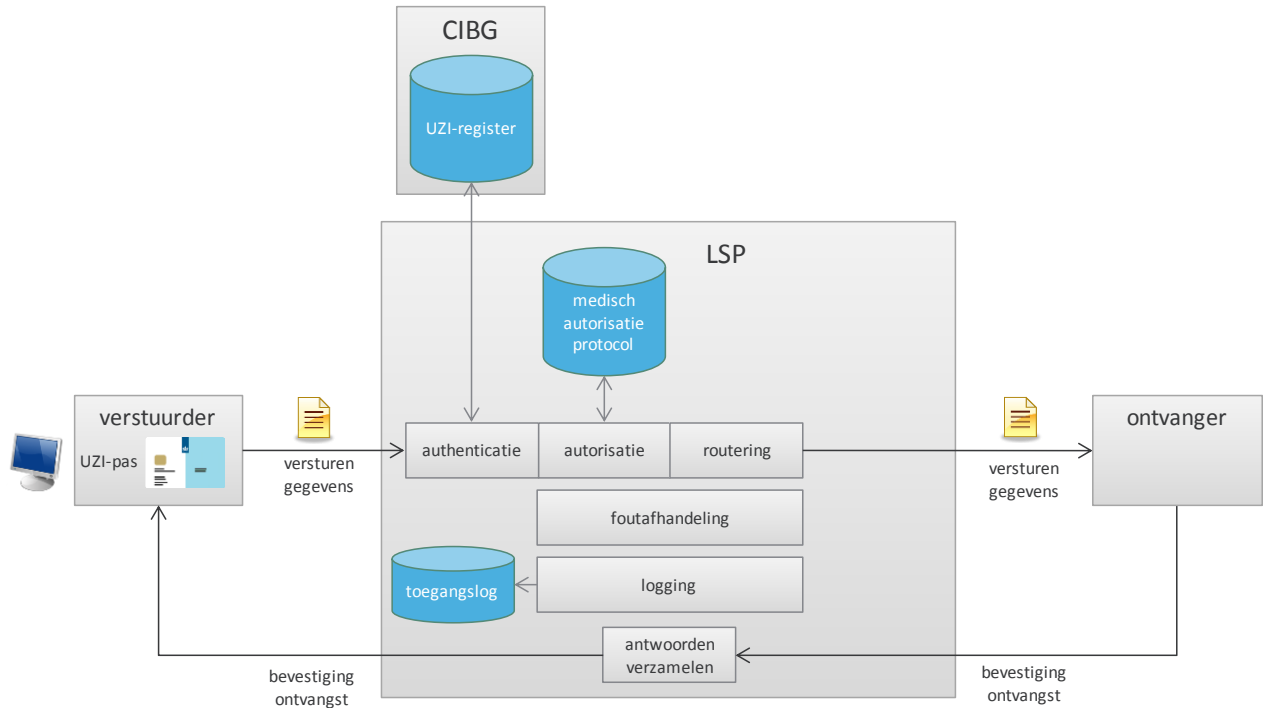 CIBG
UZI-register
LSP
medisch
autorisatie
protocol
verstuurder
UZI-pas
versturen
gegevens
authenticatie
autorisatie
routering
versturen
gegevens
ontvanger
foutafhandeling
logging
toegangslog
antwoorden
verzamelen
bevestiging
ontvangst
bevestiging
ontvangst